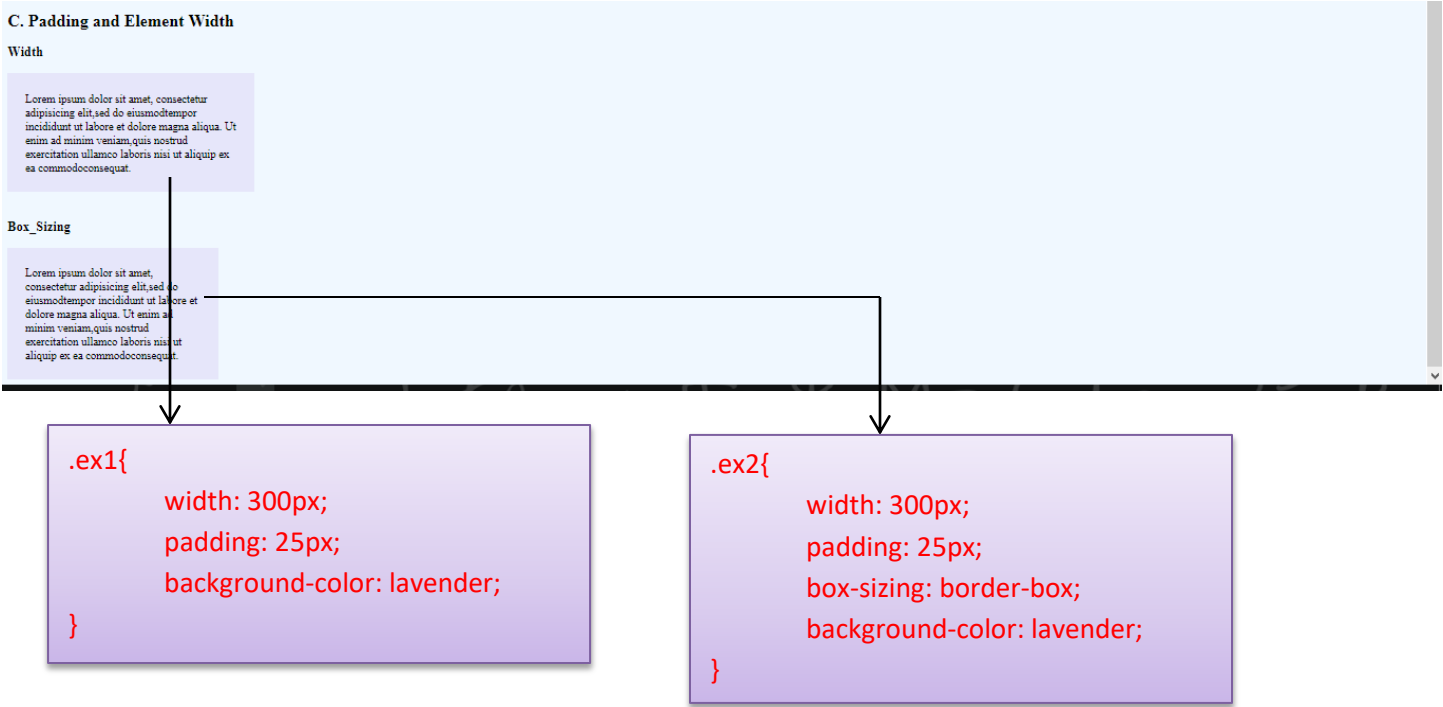 C. Padding and Element Width
Width
Lorem ipsum dolor sit amet, consectetur
adipisicing elit,sed do eiusmodtempor
incididunt ut labore et dolore magna aliqua. Ut
enim ad minim veniam,quis nostrud
exercitation ullamco laboris nisi ut aliquip ex
ea commodoconsequat.
Box_Sizing
Lorem ipsum dolor sit amet,
consectetur adipisicing elit,sed do
eiusmodtempor incididunt ut labore et
dolore magna aliqua. Ut enim ad
minim veniam,quis nostrud
exercitation ullamco laboris nisi ut
aliquip ex ea commodoconsequat.
.ex1{
width: 300px;
padding: 25px;
background-color: lavender;
}
.ex2{
width: 300px;
padding: 25px;
box-sizing: border-box;
background-color: lavender;
}